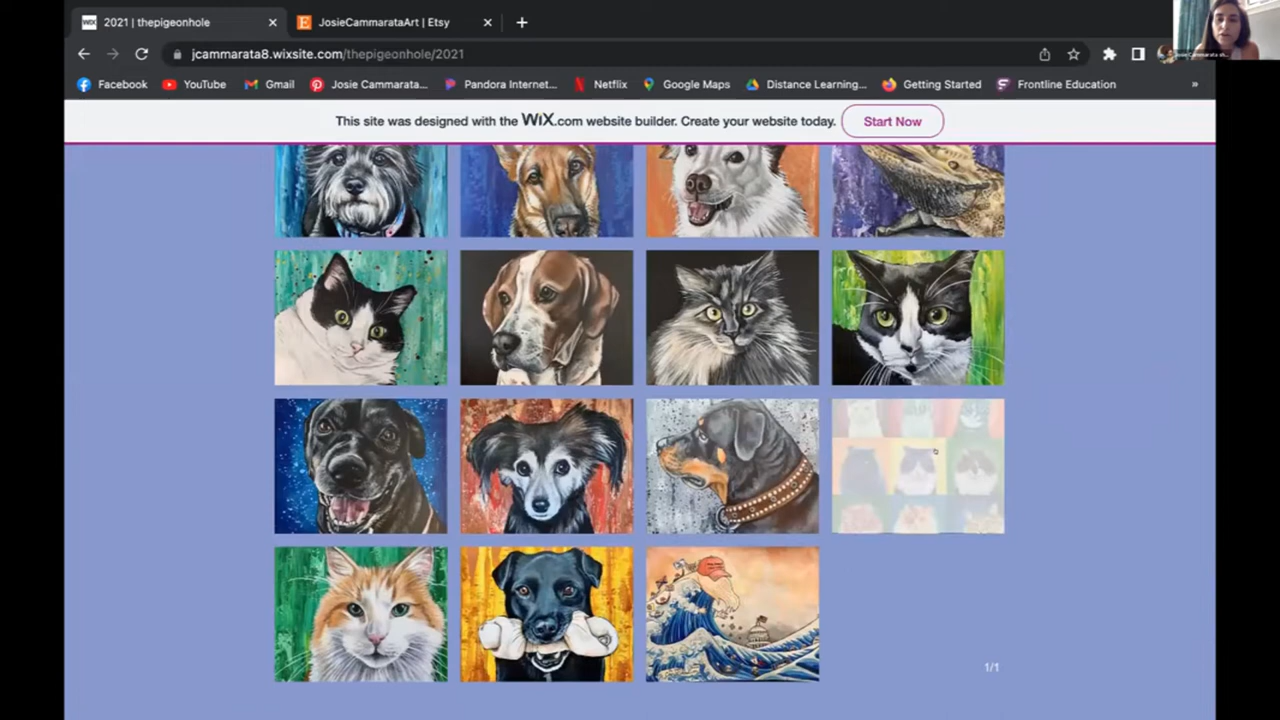 2021 | thepigeonhole
JosieCammarataArt | Etsy
jcammarata8.wixsite.com/thepigeonhole/2021
Facebook YouTube Gmail Josie Cammarata... Pandora Internet... Netflix Google Maps Distance Learning... Getting Started Frontline Education »
This site was designed with the WiX.com website builder. Create your website today. Start Now
1/1